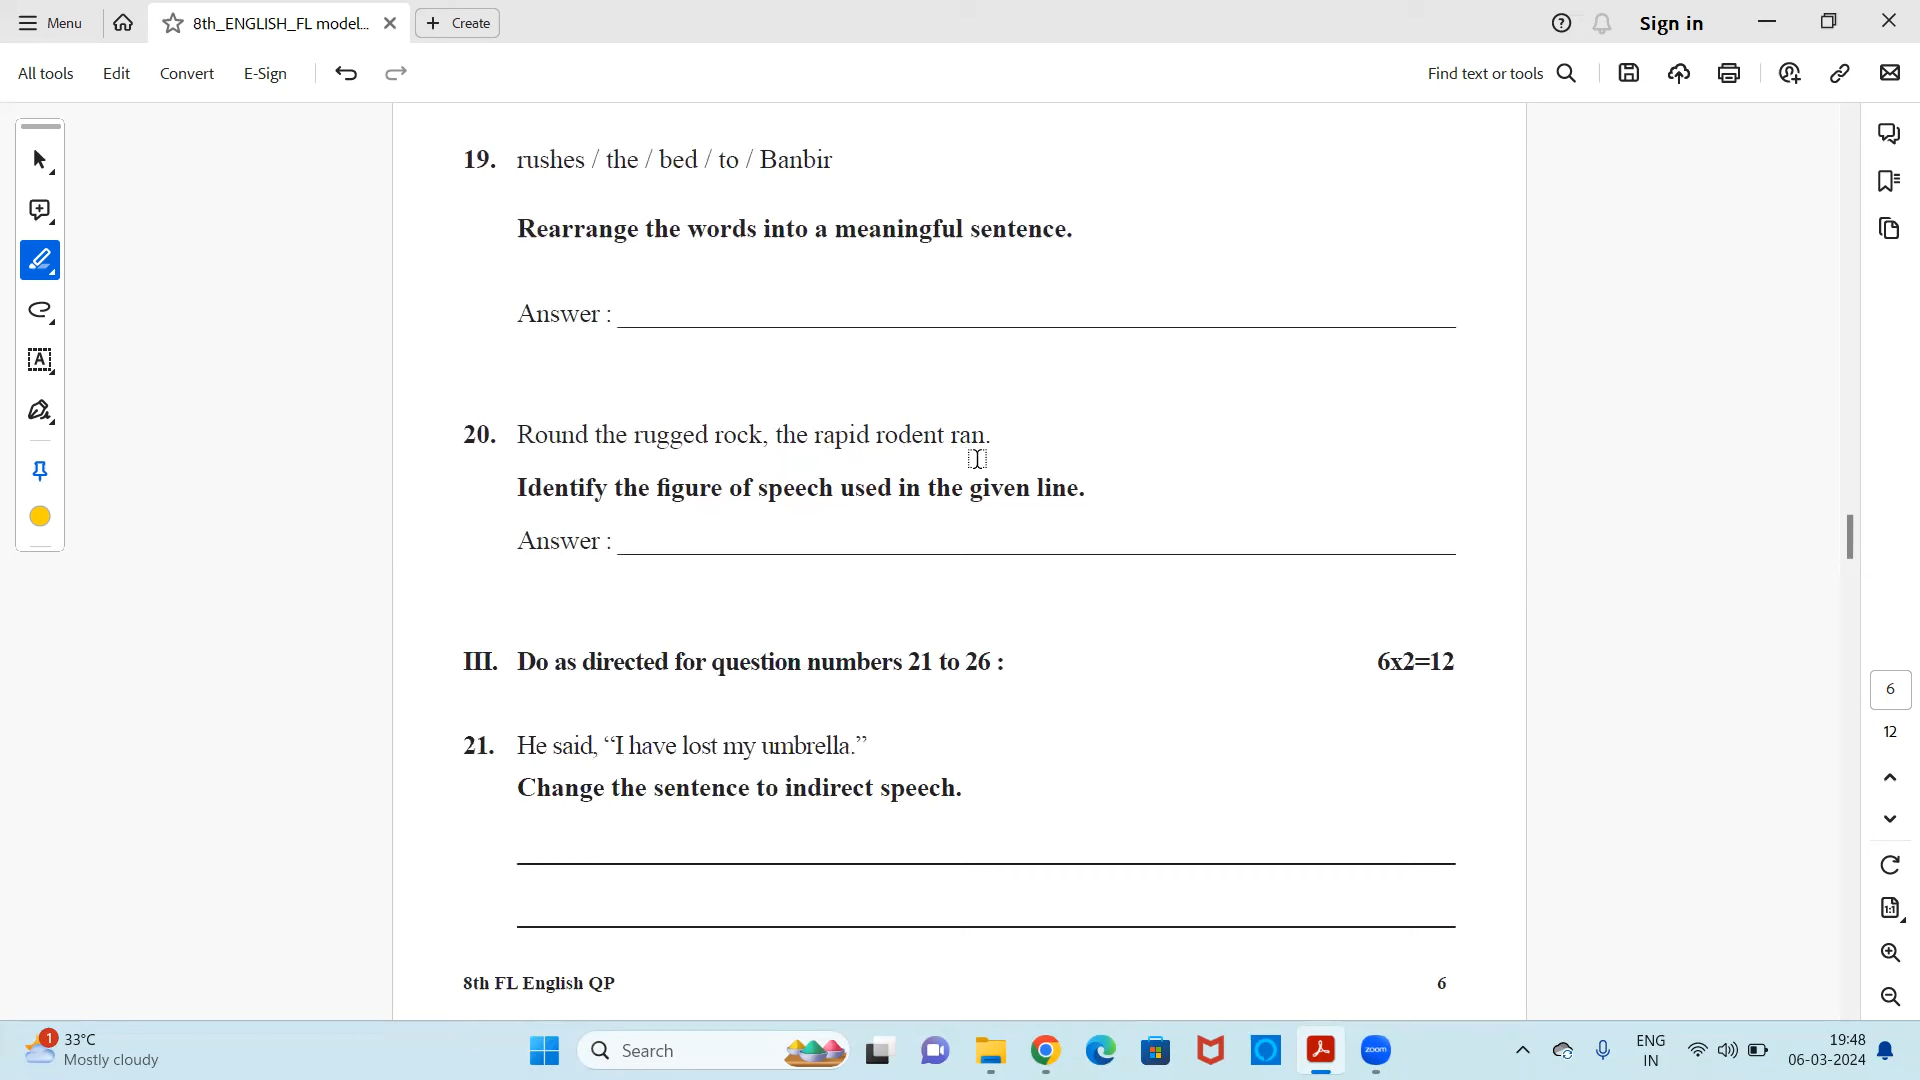 Menu
8th_ENGLISH_FL model...
Create
Sign in
All tools
Edit
Convert
E-Sign
Find text or tools
19. rushes / the / bed / to / Banbir
Rearrange the words into a meaningful sentence.
Answer :
20. Round the rugged rock, the rapid rodent ran.
Identify the figure of speech used in the given line.
Answer :
III. Do as directed for question numbers 21 to 26 : 6x2=12
21. He said, “I have lost my umbrella.”
Change the sentence to indirect speech.
8th FL English QP 6
6
12
1
33°C
Mostly cloudy
Search
zoom
ENG
IN
19:48
06-03-2024